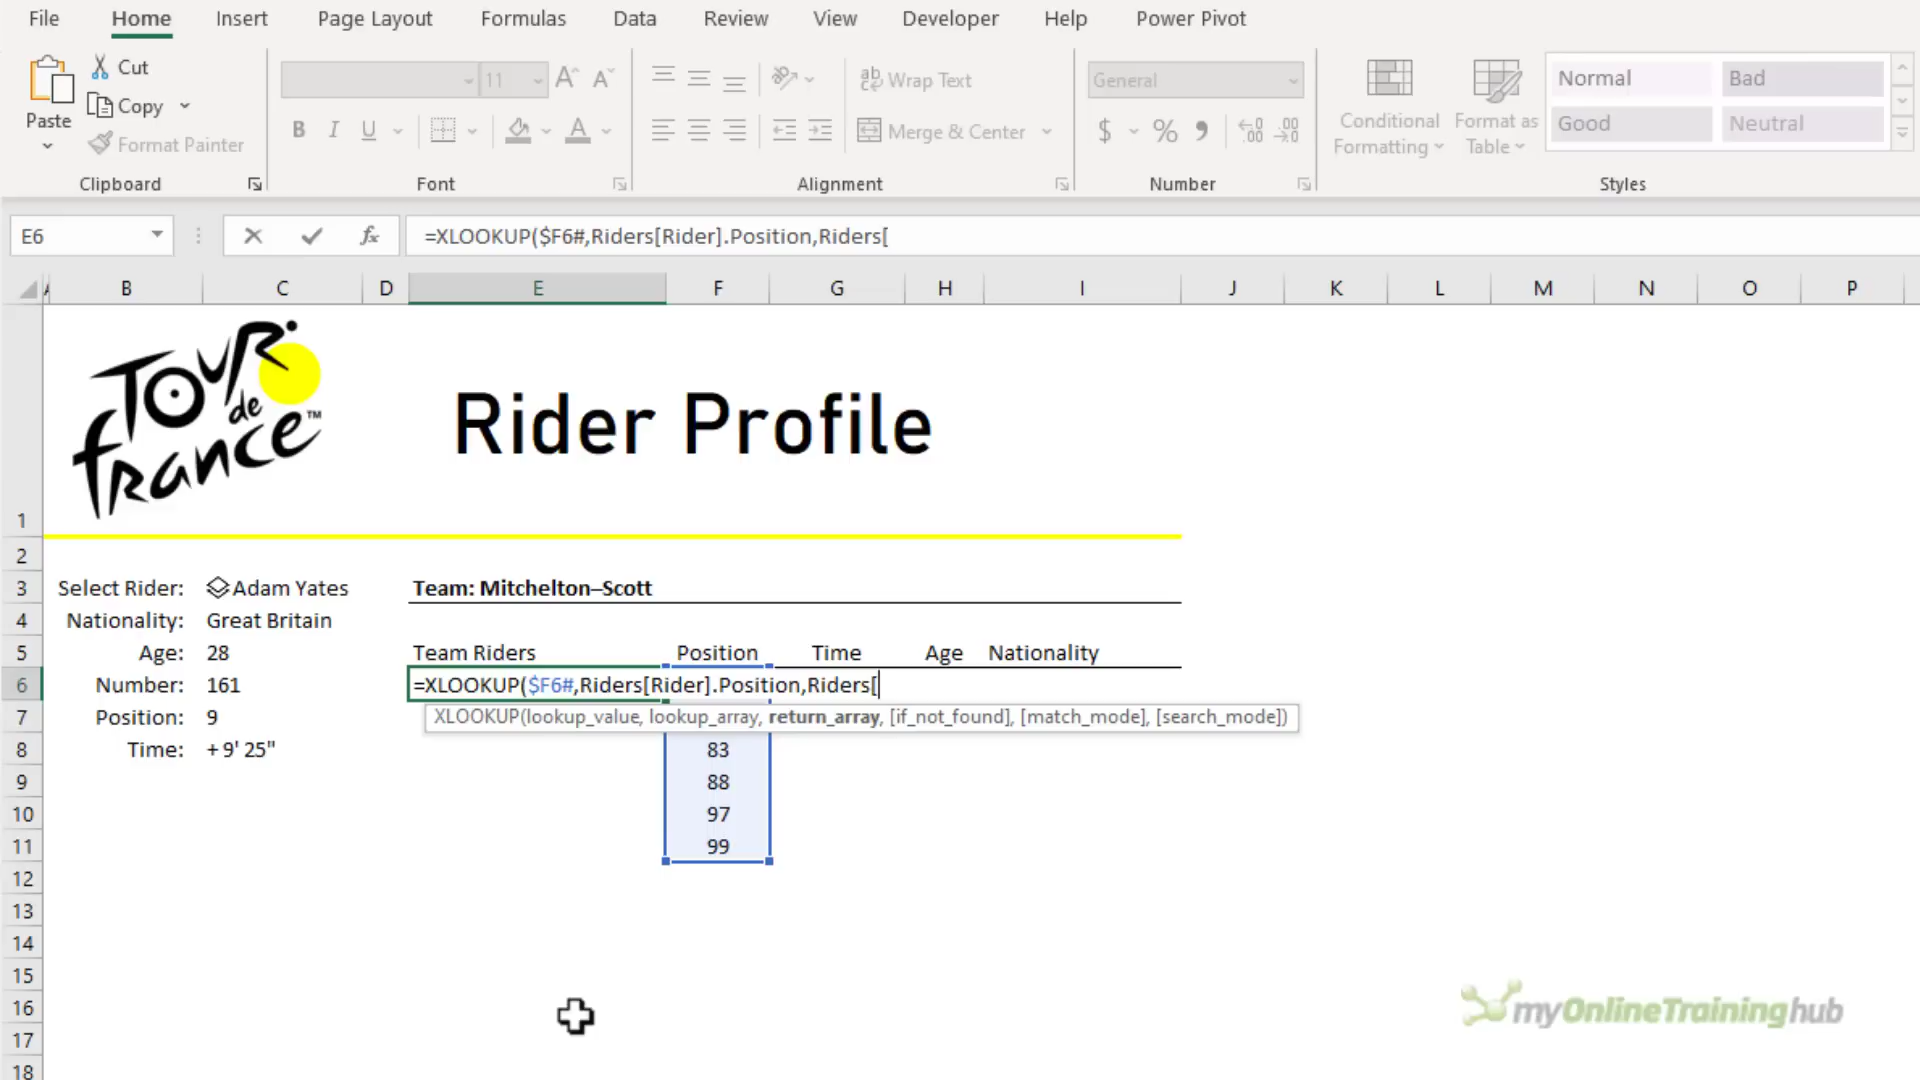 File Home Insert Page Layout Formulas Data Review View Developer Help Power Pivot
Paste
Cut
Copy
Format Painter
Clipboard
11
B I U
Font
Wrap Text
Merge & Center
Alignment
General
$ %
Number
Conditional Formatting
Format as Table
Normal Bad
Good Neutral
Styles
E6
fx
=XLOOKUP($F6#,Riders[Rider].Position,Riders[
B C D E F G H I J K L M N O P
TOUR
de
france™
Rider Profile
1
2
3 Select Rider: Adam Yates Team: Mitchelton–Scott
4 Nationality: Great Britain
5 Age: 28 Team Riders Position Time Age Nationality
6 Number: 161 =XLOOKUP($F6#,Riders[Rider].Position,Riders[
7 Position: 9 XLOOKUP(lookup_value, lookup_array, return_array, [if_not_found], [match_mode], [search_mode])
8 Time: + 9' 25" 83
9 88
10 97
11 99
12
13
14
15
16
17
18
myOnlineTraininghub